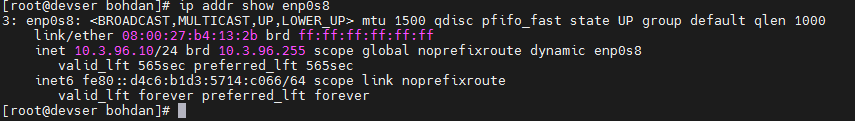 [root@devser bohdan]# ip addr show enp0s8
3: enp0s8: <BROADCAST,MULTICAST,UP,LOWER_UP> mtu 1500 qdisc pfifo_fast state UP group default qlen 1000
    link/ether 08:00:27:b4:13:2b brd ff:ff:ff:ff:ff:ff
    inet 10.3.96.10/24 brd 10.3.96.255 scope global noprefixroute dynamic enp0s8
       valid_lft 565sec preferred_lft 565sec
    inet6 fe80::d4c6:b1d3:5714:c066/64 scope link noprefixroute
       valid_lft forever preferred_lft forever
[root@devser bohdan]#